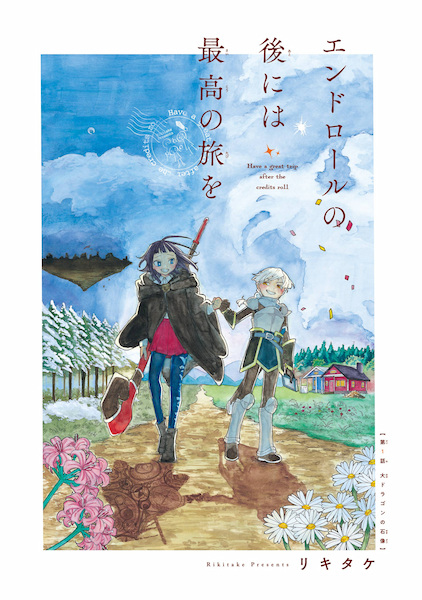 エンドロールの
後には
最高の旅を
Have a great trip
after the
credits roll
【第1話 大ドラゴンの石像】
Rikitake Presents
リキタケ